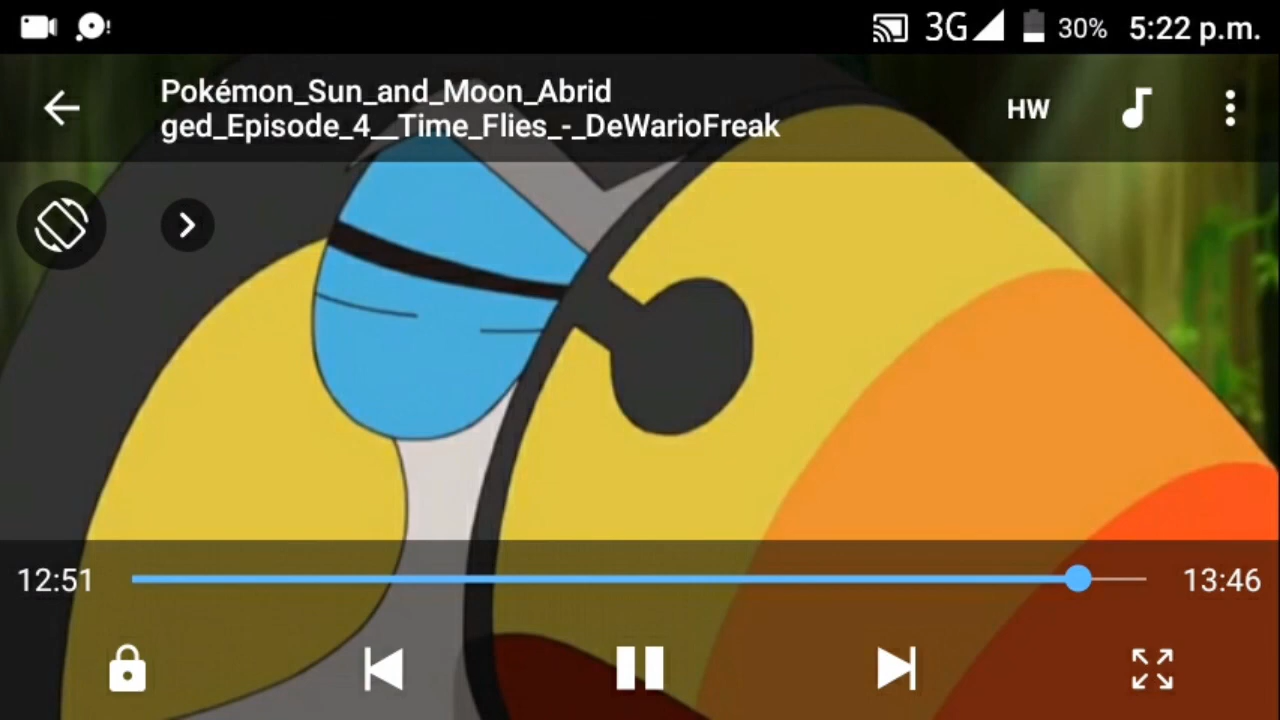 3G 30% 5:22 p.m.
Pokémon_Sun_and_Moon_Abrid
ged_Episode_4__Time_Flies_-_DeWarioFreak
HW
12:51
13:46